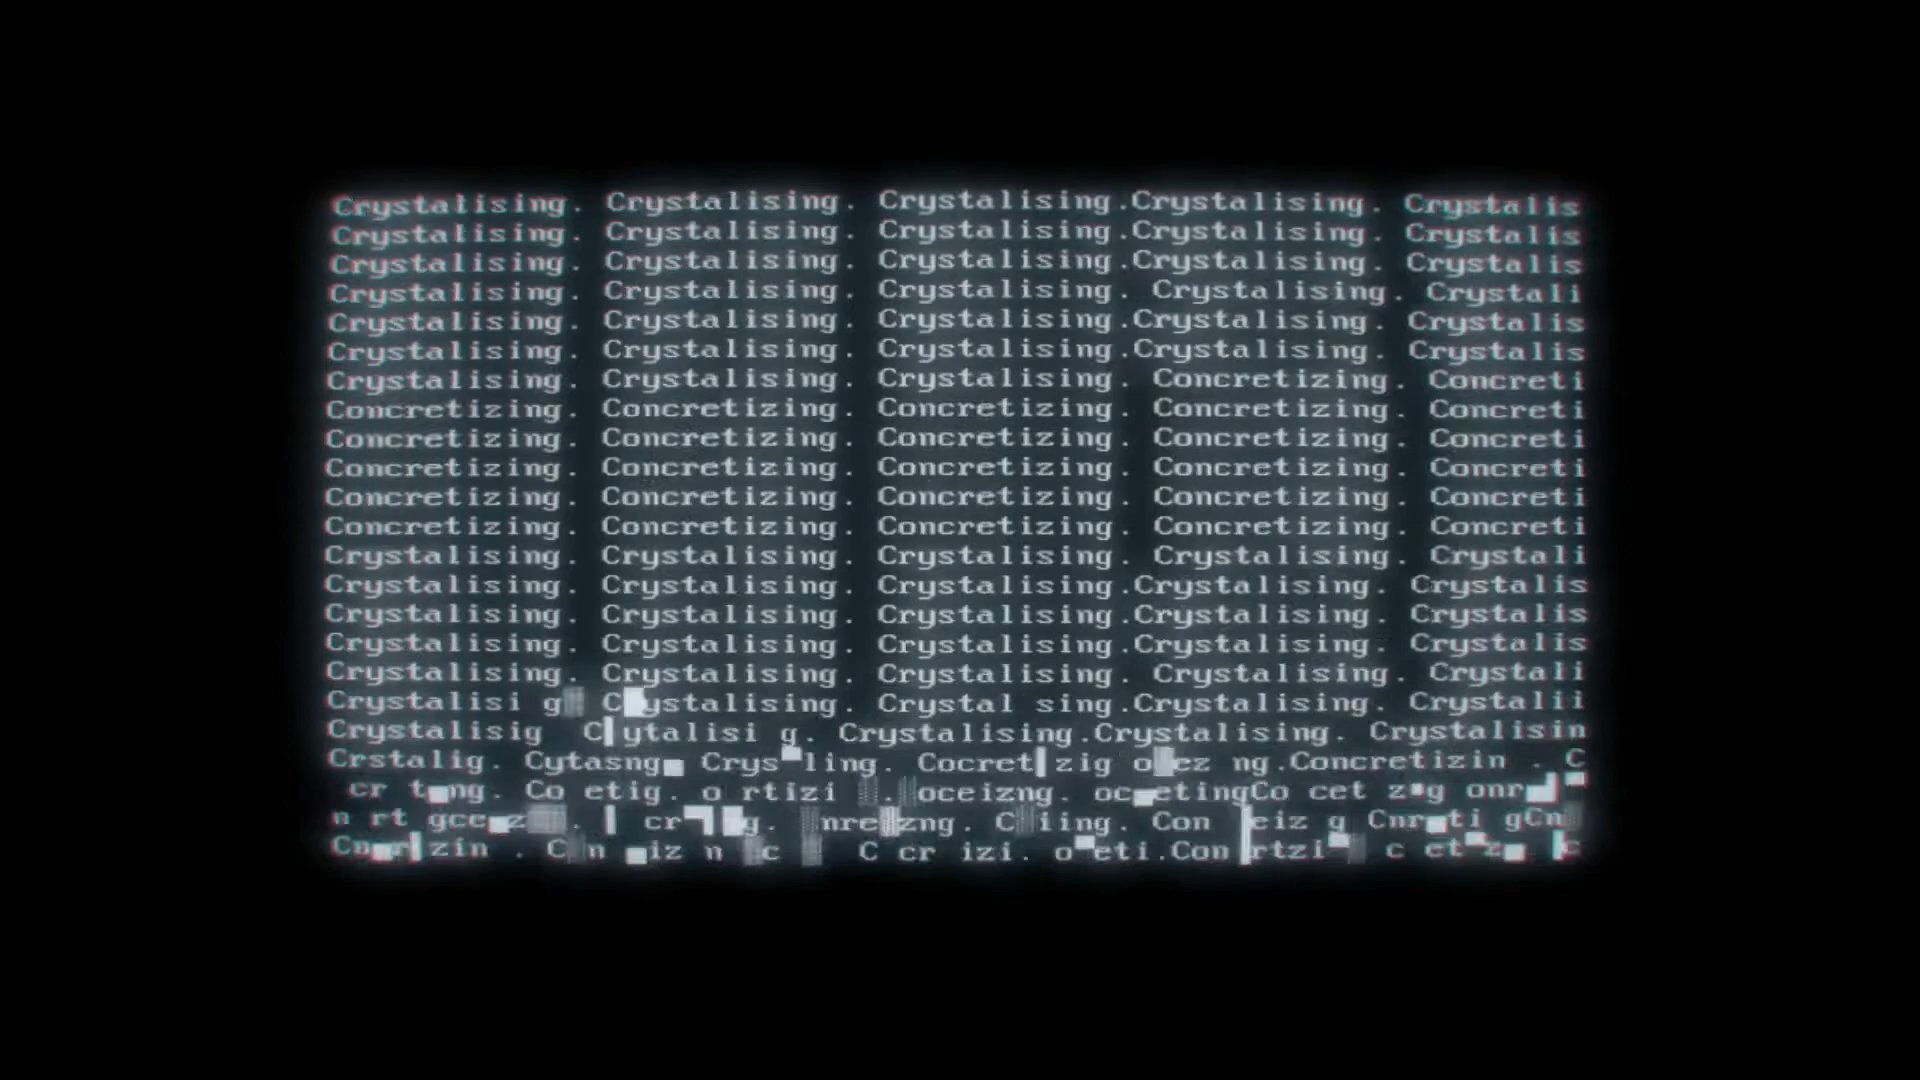 Crystalising. Crystalising. Crystalising.Crystalising. Crystalis
Crystalising. Crystalising. Crystalising.Crystalising. Crystalis
Crystalising. Crystalising. Crystalising.Crystalising. Crystalis
Crystalising. Crystalising. Crystalising. Crystalising. Crystali
Crystalising. Crystalising. Crystalising.Crystalising. Crystalis
Crystalising. Crystalising. Crystalising.Crystalising. Crystalis
Crystalising. Crystalising. Crystalising. Concretizing. Concreti
Concretizing. Concretizing. Concretizing. Concretizing. Concreti
Concretizing. Concretizing. Concretizing. Concretizing. Concreti
Concretizing. Concretizing. Concretizing. Concretizing. Concreti
Concretizing. Concretizing. Concretizing. Concretizing. Concreti
Concretizing. Concretizing. Concretizing. Concretizing. Concreti
Crystalising. Crystalising. Crystalising. Crystalising. Crystali
Crystalising. Crystalising. Crystalising.Crystalising. Crystalis
Crystalising. Crystalising. Crystalising.Crystalising. Crystalis
Crystalising. Crystalising. Crystalising.Crystalising. Crystalis
Crystalising. Crystalising. Crystalising. Crystalising. Crystali
Crystalisi g C ystalising. Crystal sing.Crystalising. Crystalii
Crystalisig C ytalisi g. Crystalising.Crystalising. Crystalisin
Crstalig. Cytasng Crys ling. Cocret zig o ez ng.Concretizin . C
cr t ng. Co etig. o rtizi . oceizng. oc etingCo cet z g onr
n rt gce z . cr g. nre zng. C iing. Con eiz g Cnr ti gCn
Cn r zin . C n iz n c C cr izi. o eti.Con rtzi c et z c